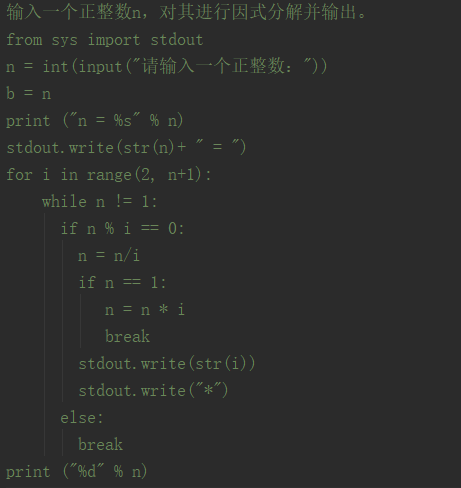 输入一个正整数n，对其进行因式分解并输出。
from sys import stdout
n = int(input("请输入一个正整数："))
b = n
print ("n = %s" % n)
stdout.write(str(n)+ " = ")
for i in range(2, n+1):
    while n != 1:
      if n % i == 0:
        n = n/i
        if n == 1:
           n = n * i
           break
        stdout.write(str(i))
        stdout.write("*")
      else:
        break
print ("%d" % n)